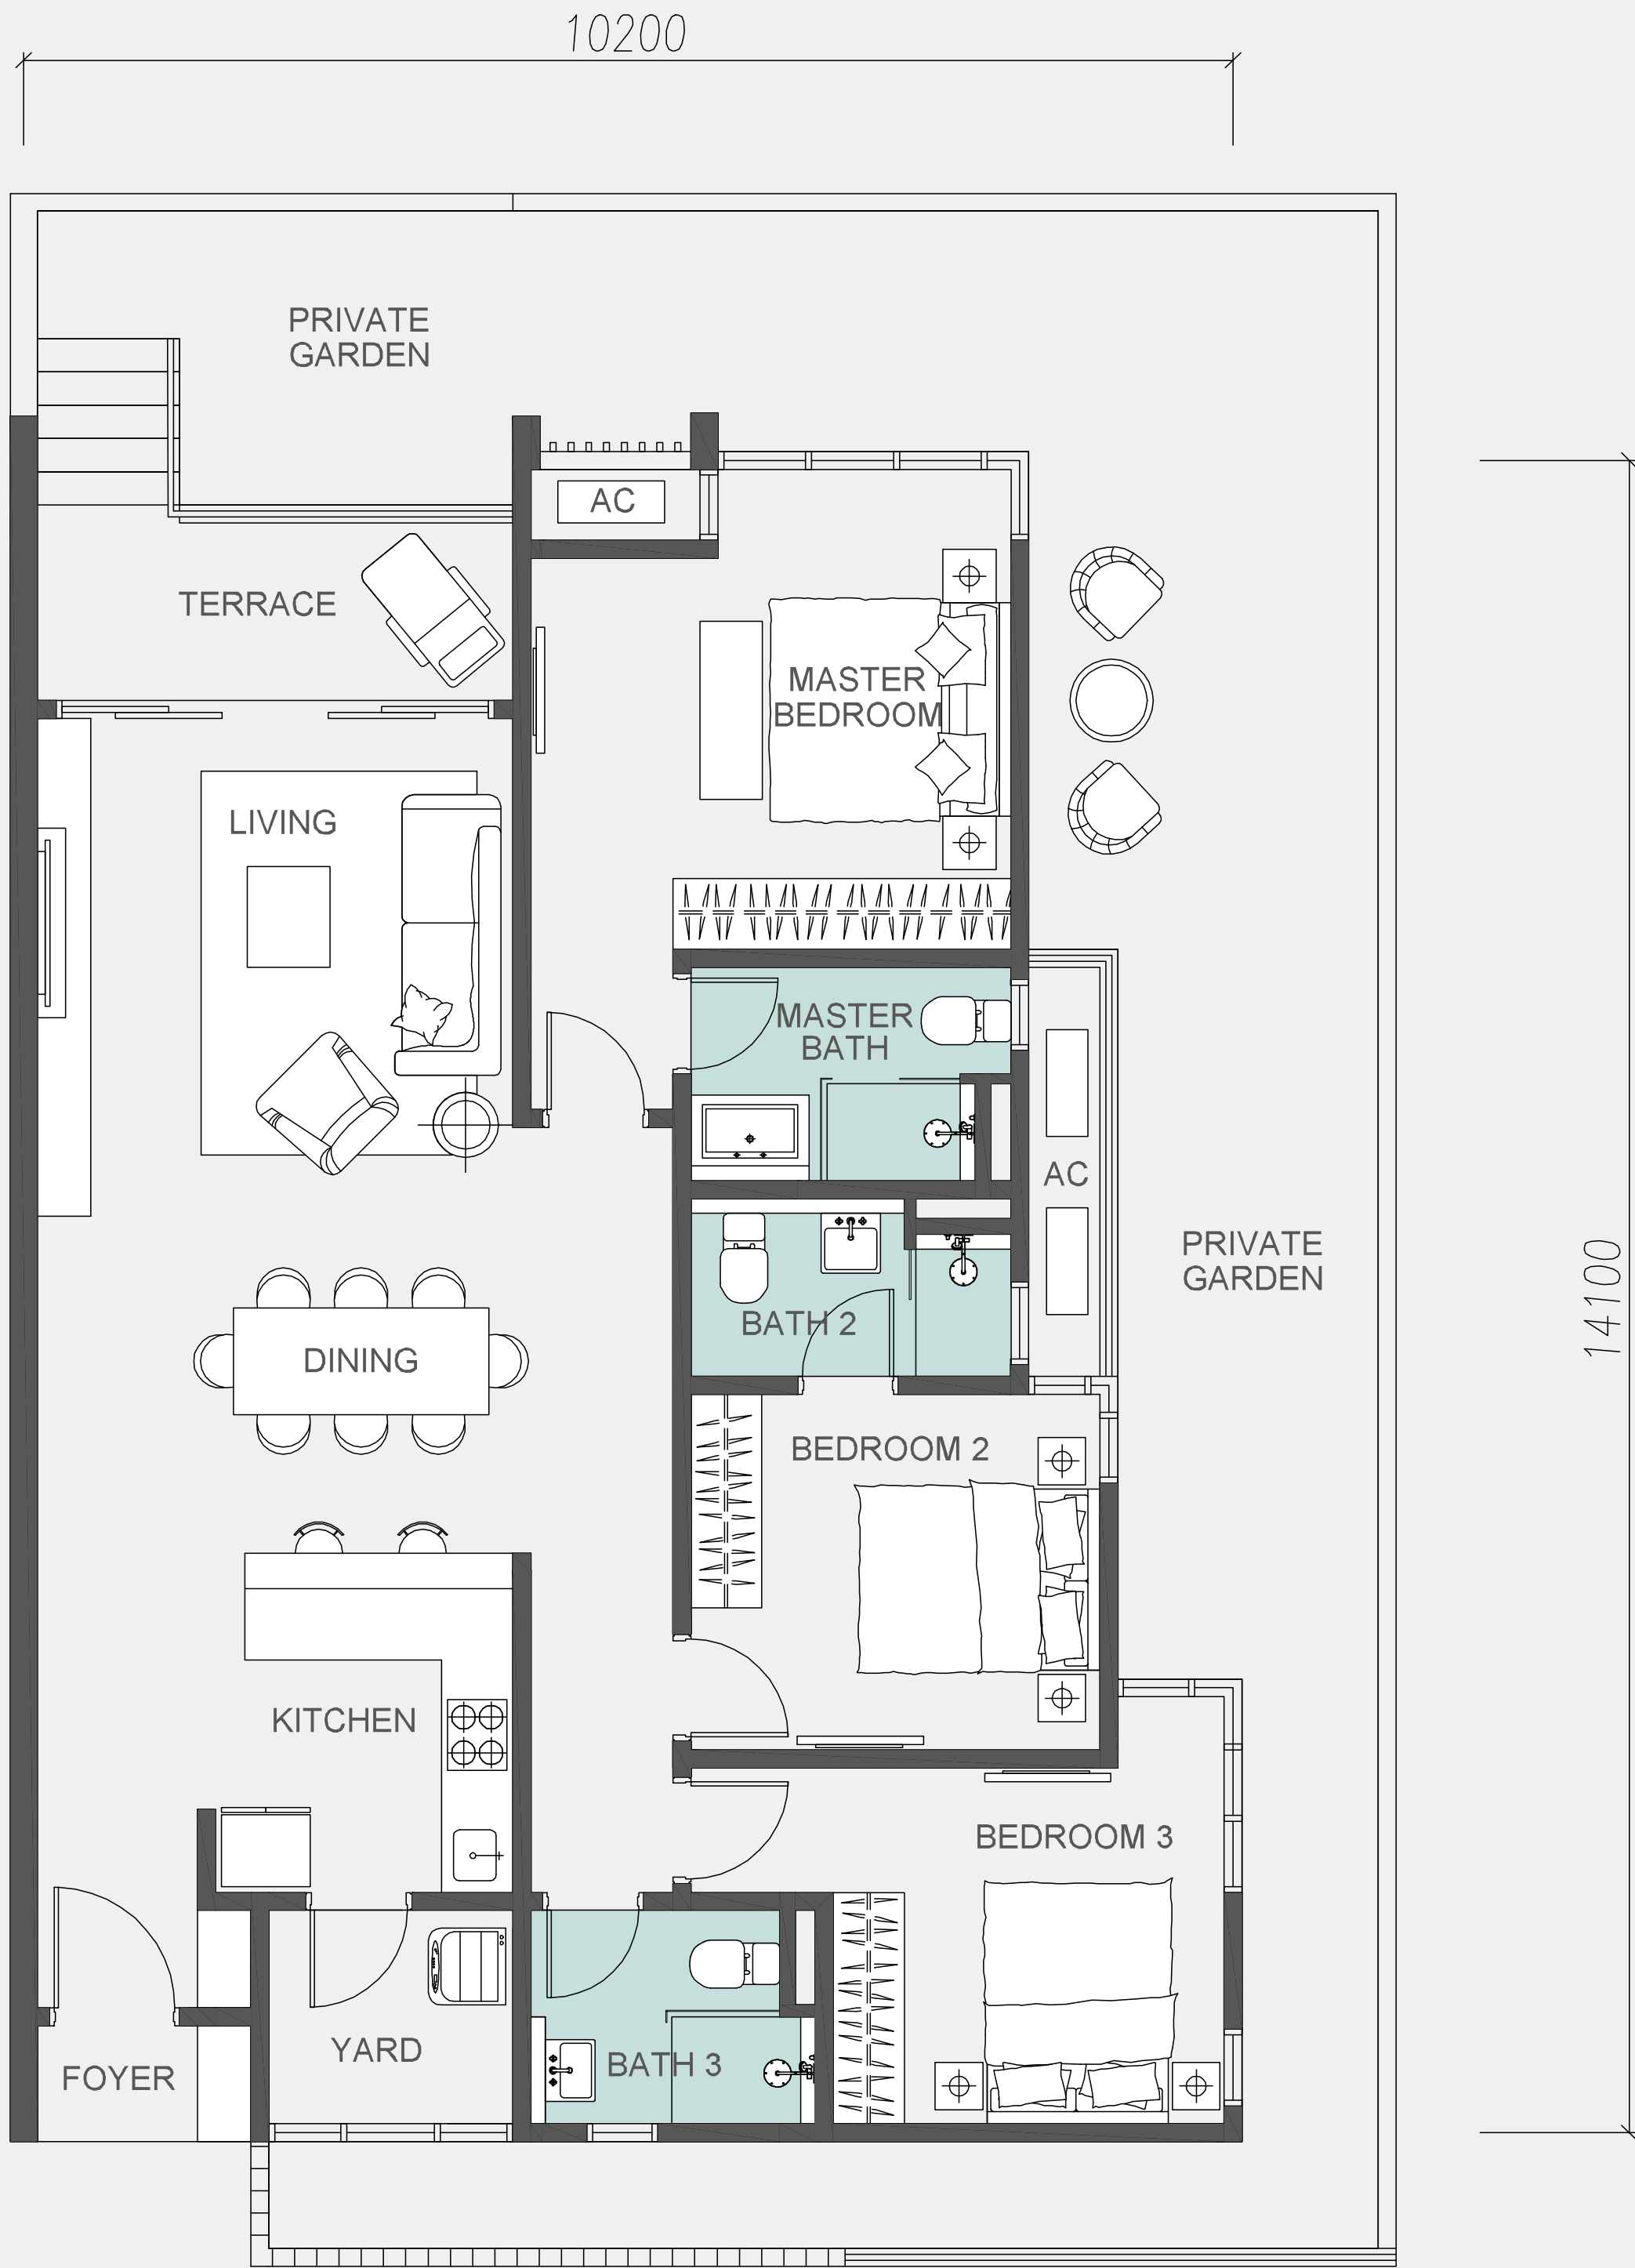 10200
PRIVATE
GARDEN
AC
TERRACE
MASTER
BEDROOM
LIVING
MASTER
BATH
AC
PRIVATE
GARDEN
14100
BATH 2
DINING
BEDROOM 2
KITCHEN
BEDROOM 3
YARD
BATH 3
FOYER